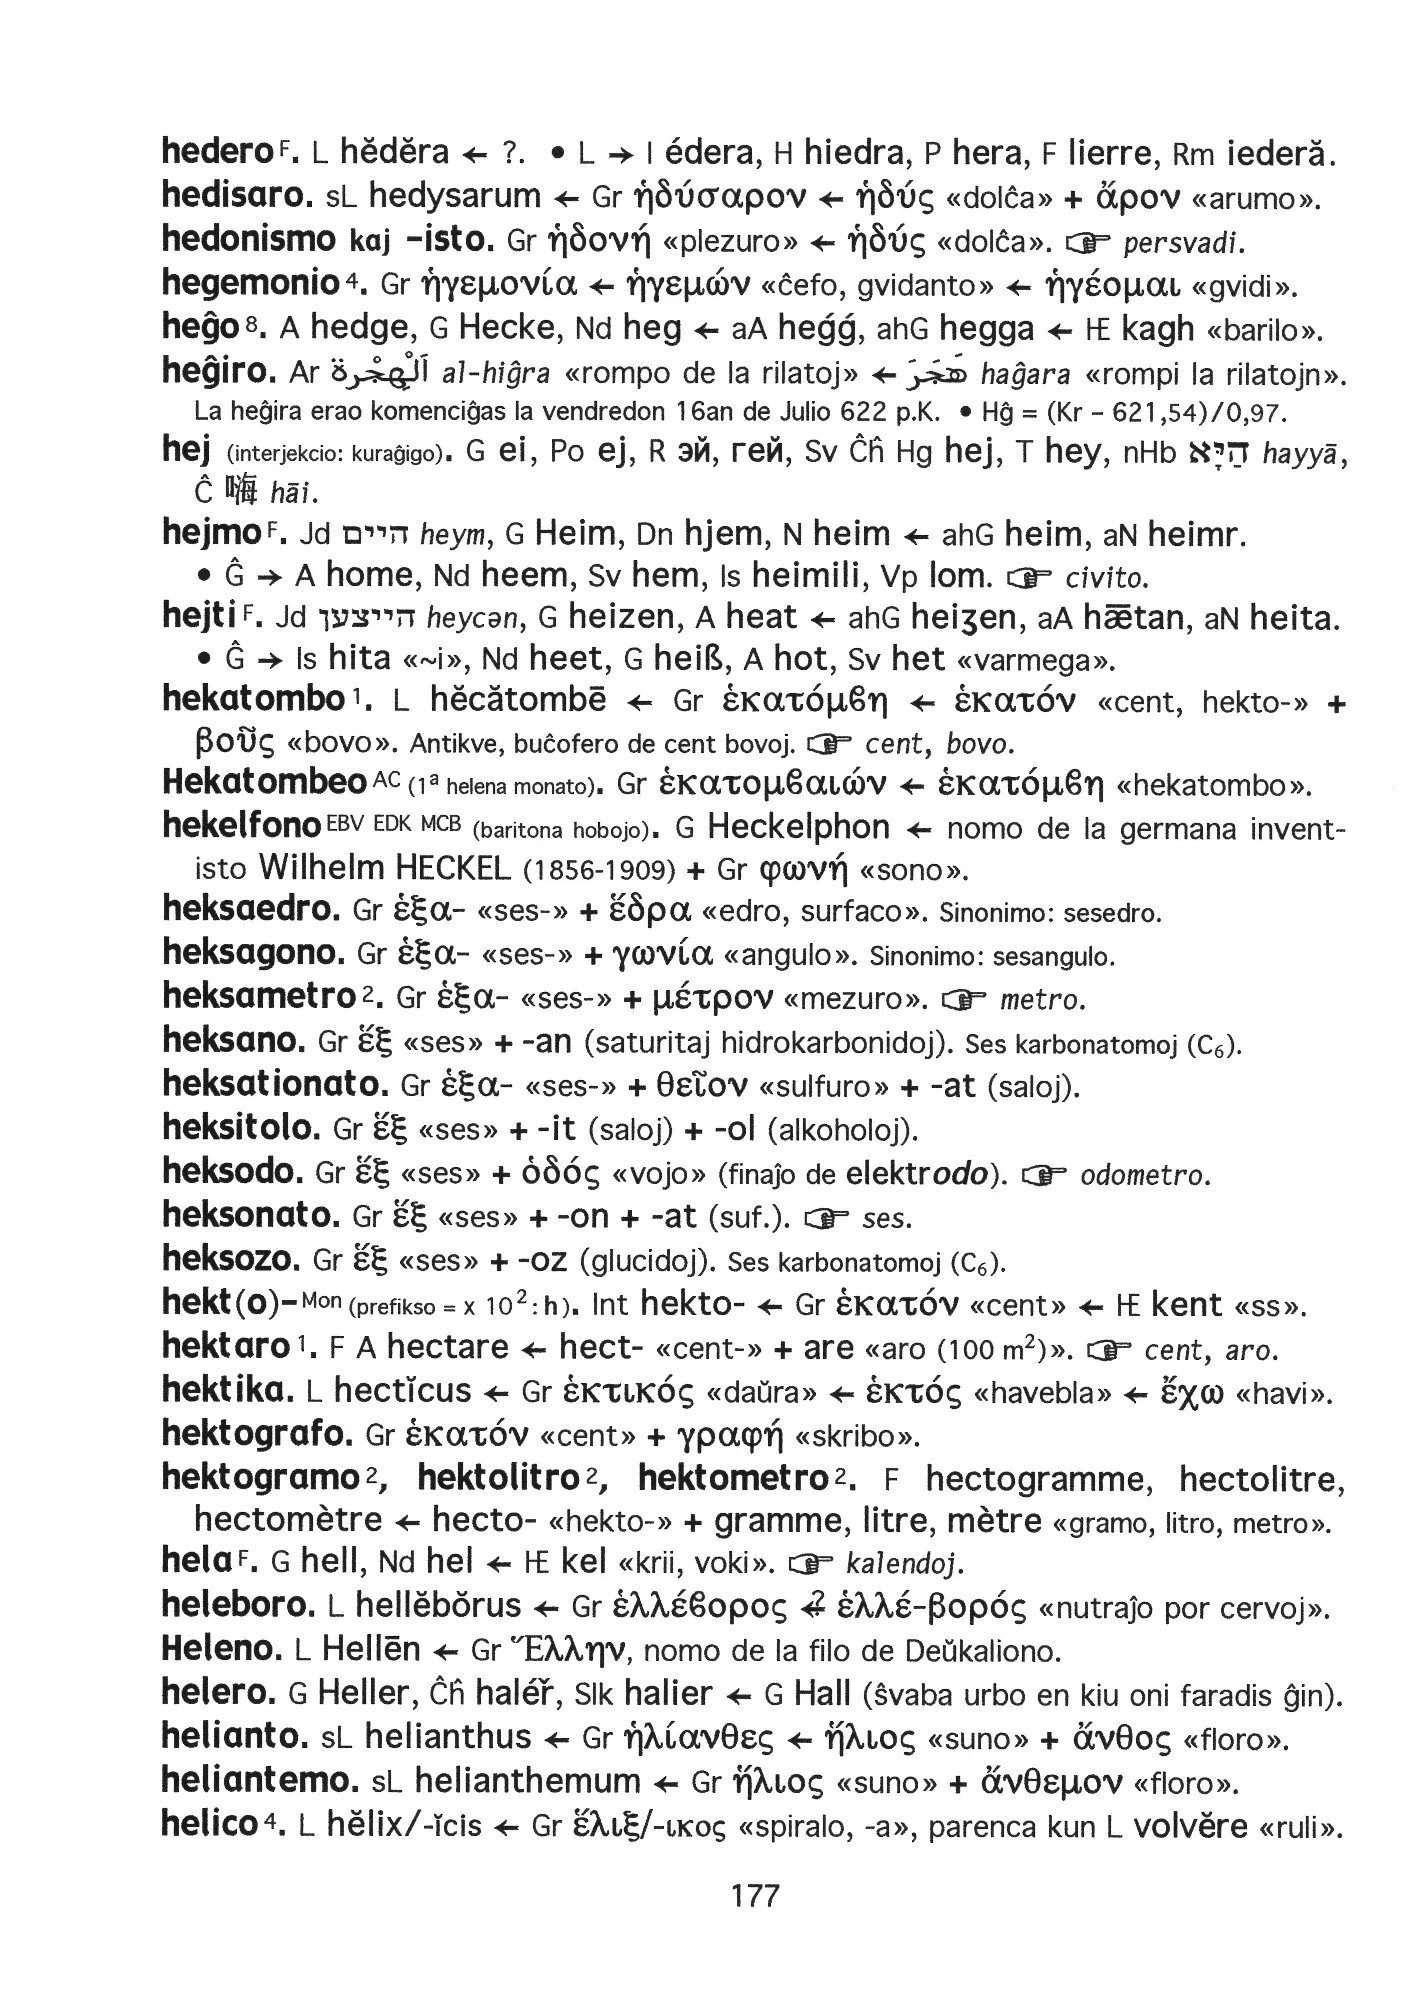 hedero F. L hĕdĕra ← ?. • L → I édera, H hiedra, P hera, F lierre, Rm iederă.
hedisaro. sL hedysarum ← Gr ἡδύσαρον ← ἡδύς «dolĉa» + ἄρον «arumo».
hedonismo kaj -isto. Gr ἡδονή «plezuro» ← ἡδύς «dolĉa». ☞ persvadi.
hegemonio 4. Gr ἡγεμονία ← ἡγεμών «ĉefo, gvidanto» ← ἡγέομαι «gvidi».
heĝo 8. A hedge, G Hecke, Nd heg ← aA heǵǵ, ahG hegga ← IE kagh «barilo».
heĝiro. Ar اَلْهِجْرَة al-hiĝra «rompo de la rilatoj» ← هَجَرَ haĝara «rompi la rilatojn».
La heĝira erao komenciĝas la vendredon 16an de Julio 622 p.K. • Hĝ = (Kr - 621,54)/0,97.
hej (interjekcio: kuraĝigo). G ei, Po ej, R эй, гей, Sv Ĉĥ Hg hej, T hey, nHb הַיָּא hayyā,
Ĉ 嗨 hāi.
hejmo F. Jd היים heym, G Heim, Dn hjem, N heim ← ahG heim, aN heimr.
• Ĝ → A home, Nd heem, Sv hem, Is heimili, Vp lom. ☞ civito.
hejti F. Jd הייצען heycən, G heizen, A heat ← ahG heiʒen, aA hǣtan, aN heita.
• Ĝ → Is hita «~i», Nd heet, G heiß, A hot, Sv het «varmega».
hekatombo 1. L hĕcătombē ← Gr ἑκατόμϐη ← ἑκατόν «cent, hekto-» +
βοῦς «bovo». Antikve, buĉofero de cent bovoj. ☞ cent, bovo.
Hekatombeo AC (1a helena monato). Gr ἑκατομϐαιών ← ἑκατόμϐη «hekatombo».
hekelfono EBV EDK MCB (baritona hobojo). G Heckelphon ← nomo de la germana invent-
isto Wilhelm HECKEL (1856-1909) + Gr φωνή «sono».
heksaedro. Gr ἑξα- «ses-» + ἕδρα «edro, surfaco». Sinonimo: sesedro.
heksagono. Gr ἑξα- «ses-» + γωνία «angulo». Sinonimo: sesangulo.
heksametro 2. Gr ἑξα- «ses-» + μέτρον «mezuro». ☞ metro.
heksano. Gr ἕξ «ses» + -an (saturitaj hidrokarbonidoj). Ses karbonatomoj (C₆).
heksationato. Gr ἑξα- «ses-» + θεῖον «sulfuro» + -at (saloj).
heksitolo. Gr ἕξ «ses» + -it (saloj) + -ol (alkoholoj).
heksodo. Gr ἕξ «ses» + ὁδός «vojo» (finaĵo de elektrodo). ☞ odometro.
heksonato. Gr ἕξ «ses» + -on + -at (suf.). ☞ ses.
heksozo. Gr ἕξ «ses» + -oz (glucidoj). Ses karbonatomoj (C₆).
hekt(o)- Mon (prefikso = x 10²: h). Int hekto- ← Gr ἑκατόν «cent» ← IE kent «ss».
hektaro 1. F A hectare ← hect- «cent-» + are «aro (100 m²)». ☞ cent, aro.
hektika. L hectĭcus ← Gr ἑκτικός «daŭra» ← ἑκτός «havebla» ← ἔχω «havi».
hektografo. Gr ἑκατόν «cent» + γραφή «skribo».
hektogramo 2, hektolitro 2, hektometro 2. F hectogramme, hectolitre,
hectomètre ← hecto- «hekto-» + gramme, litre, mètre «gramo, litro, metro».
hela F. G hell, Nd hel ← IE kel «krii, voki». ☞ kalendoj.
heleboro. L hellĕbŏrus ← Gr ἑλλέϐορος ←? ἑλλέ-βορός «nutraĵo por cervoj».
Heleno. L Hellēn ← Gr Ἕλλην, nomo de la filo de Deŭkaliono.
helero. G Heller, Ĉĥ haléř, Slk halier ← G Hall (ŝvaba urbo en kiu oni faradis ĝin).
helianto. sL helianthus ← Gr ἡλίανθες ← ἥλιος «suno» + ἄνθος «floro».
heliantemo. sL helianthemum ← Gr ἥλιος «suno» + ἄνθεμον «floro».
helico 4. L hĕlix/-ĭcis ← Gr ἕλιξ/-ικος «spiralo, -a», parenca kun L volvĕre «ruli».
177